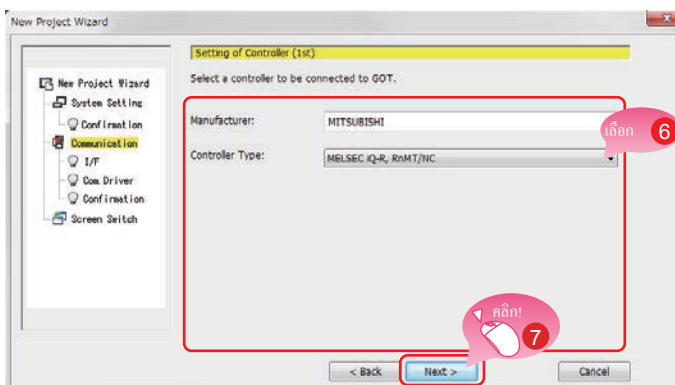 New Project Wizard
Setting of Controller (1st)
Select a controller to be connected to GOT.
New Project Wizard
System Setting
Confirmation
Communication
I/F
Com. Driver
Confirmation
Screen Switch
Manufacturer:
MITSUBISHI
เลือก 6
Controller Type:
MELSEC iQ-R, RnMT/NC
คลิก!
7
< Back
Next >
Cancel